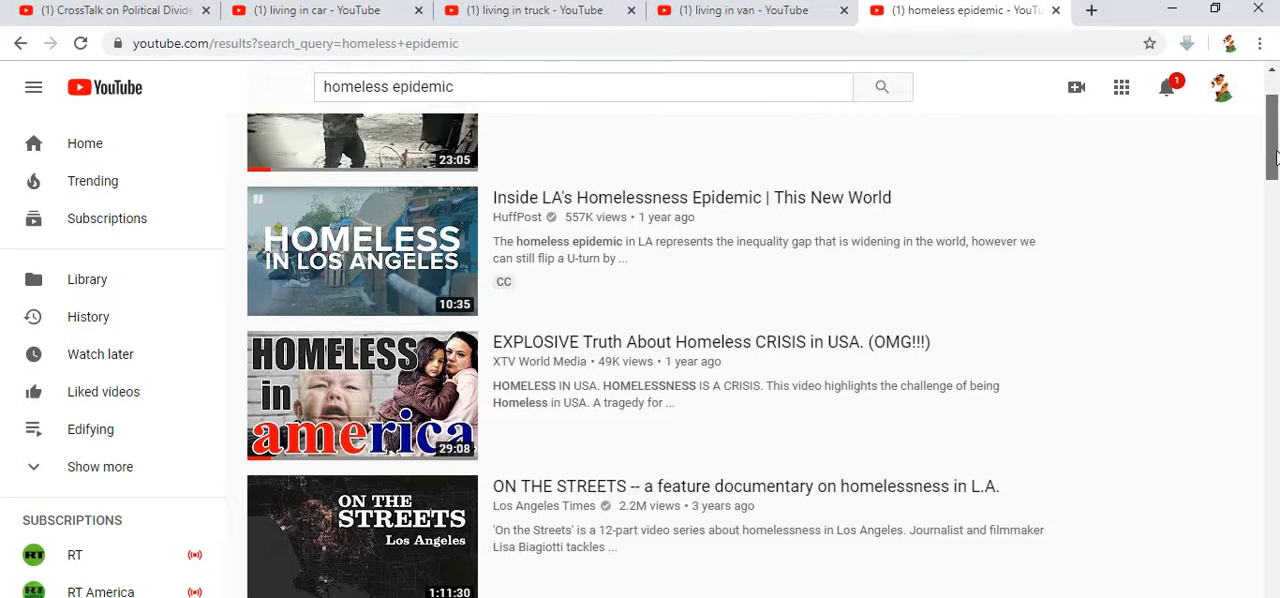 (1) CrossTalk on Political Divide
(1) living in car - YouTube
(1) living in truck - YouTube
(1) living in van - YouTube
(1) homeless epidemic - YouTu
youtube.com/results?search_query=homeless+epidemic
YouTube
homeless epidemic
1
Home
Trending
Subscriptions
Library
History
Watch later
Liked videos
Edifying
Show more
SUBSCRIPTIONS
RT
RT
RT
RT America
23:05
HOMELESS
IN LOS ANGELES
10:35
Inside LA's Homelessness Epidemic | This New World
HuffPost 557K views • 1 year ago
The homeless epidemic in LA represents the inequality gap that is widening in the world, however we
can still flip a U-turn by ...
CC
HOMELESS
in
america
29:08
EXPLOSIVE Truth About Homeless CRISIS in USA. (OMG!!!)
XTV World Media • 49K views • 1 year ago
HOMELESS IN USA. HOMELESSNESS IS A CRISIS. This video highlights the challenge of being
Homeless in USA. A tragedy for ...
ON THE
STREETS
Los Angeles
1:11:30
ON THE STREETS -- a feature documentary on homelessness in L.A.
Los Angeles Times 2.2M views • 3 years ago
'On the Streets' is a 12-part video series about homelessness in Los Angeles. Journalist and filmmaker
Lisa Biagiotti tackles ...